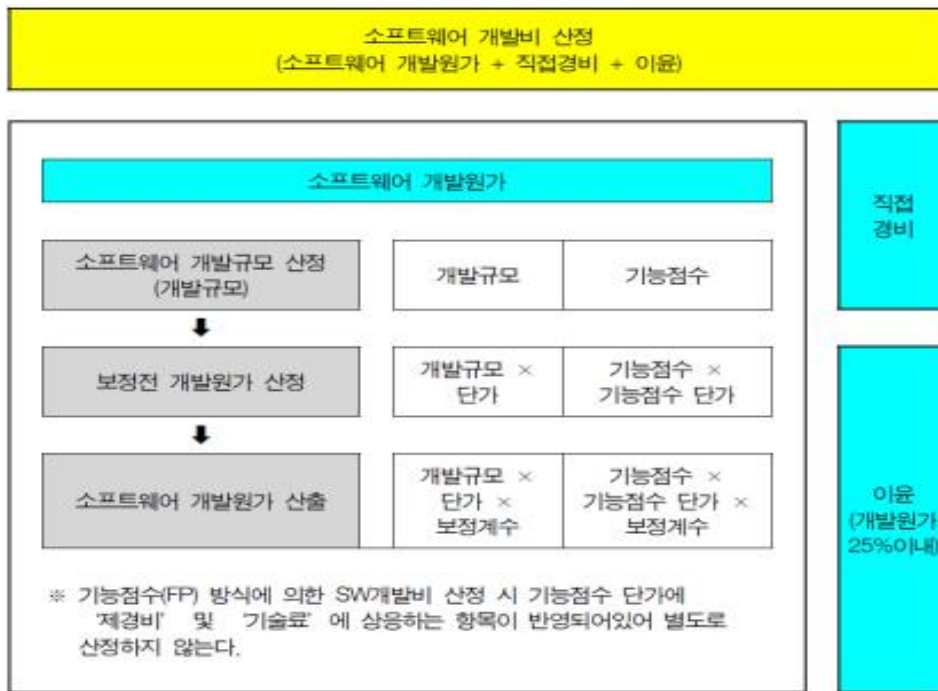 소프트웨어 개발비 산정
(소프트웨어 개발원가 + 직접경비 + 이윤)
소프트웨어 개발원가
직접
경비
소프트웨어 개발규모 산정
(개발규모)
개발규모
기능점수
보정전 개발원가 산정
개발규모 ×
단가
기능점수 ×
기능점수 단가
소프트웨어 개발원가 산출
개발규모 ×
단가 ×
보정계수
기능점수 ×
기능점수 단가 ×
보정계수
이윤
(개발원가
25%이내)
※ 기능점수(FP) 방식에 의한 SW개발비 산정 시 기능점수 단가에
'제경비' 및 '기술료' 에 상응하는 항목이 반영되어있어 별도로
산정하지 않는다.